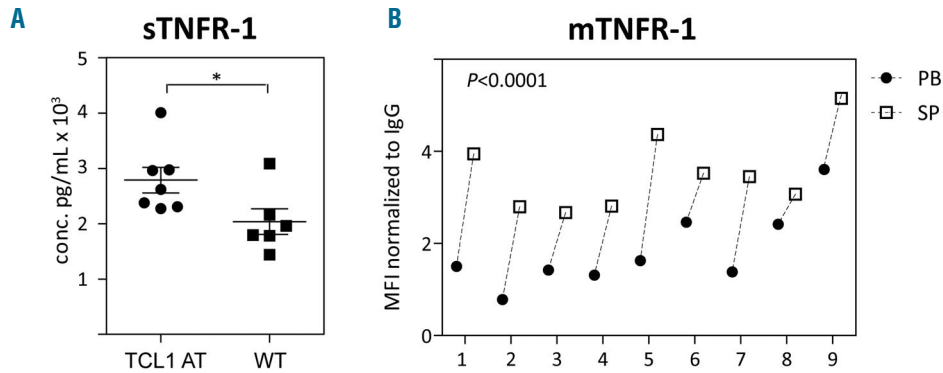 A
sTNFR-1
conc. pg/mL x 10³
5
4
3
2
1
*
TCL1 AT
WT
B
mTNFR-1
MFI normalized to IgG
P<0.0001
4
2
0
1 2 3 4 5 6 7 8 9
PB
SP